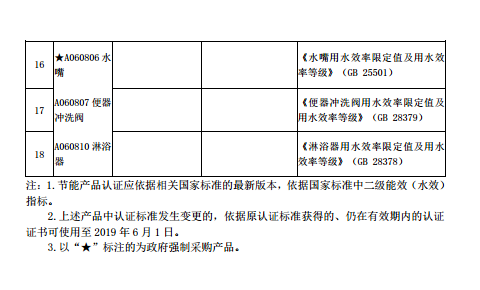 16
★A060806 水
嘴
《水嘴用水效率限定值及用水效
率等级》（GB 25501）
17
A060807 便器
冲洗阀
《便器冲洗阀用水效率限定值及
用水效率等级》（GB 28379）
18
A060810 淋浴
器
《淋浴器用水效率限定值及用水
效率等级》（GB 28378）
注：1.节能产品认证应依据相关国家标准的最新版本，依据国家标准中二级能效（水效）
指标。
2.上述产品中认证标准发生变更的，依据原认证标准获得的、仍在有效期内的认证
证书可使用至 2019 年 6 月 1 日。
3.以“★”标注的为政府强制采购产品。